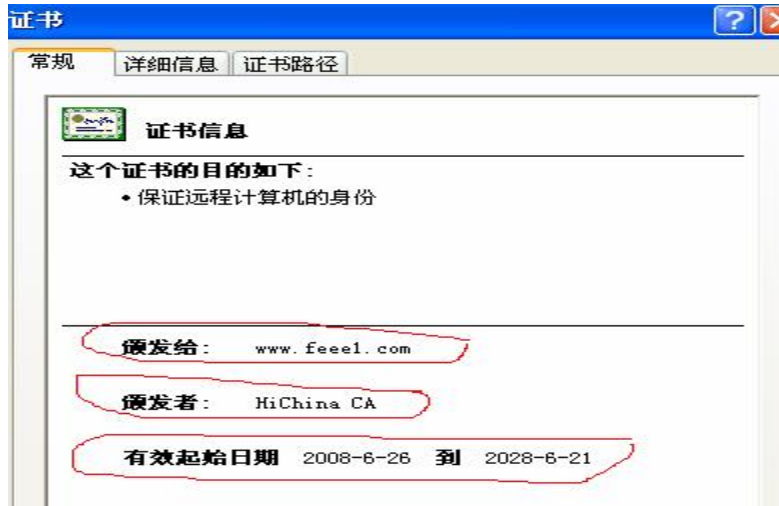 证书
常规 详细信息 证书路径
证书信息
这个证书的目的如下:
•保证远程计算机的身份
颁发给: www.feeel.com
颁发者: HiChina CA
有效起始日期 2008-6-26 到 2028-6-21